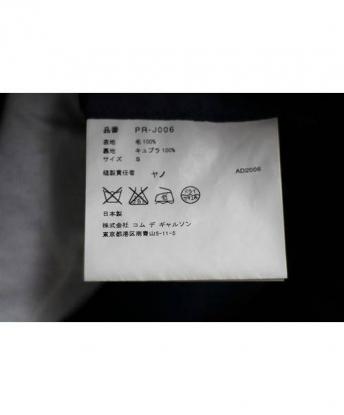 品番 PR-J006
表地 毛100%
裏地 キュプラ100%
サイズ S
縫製責任者 ヤノ
AD2006
日本製
株式会社 コム デ ギャルソン
東京都港区南青山5-11-5